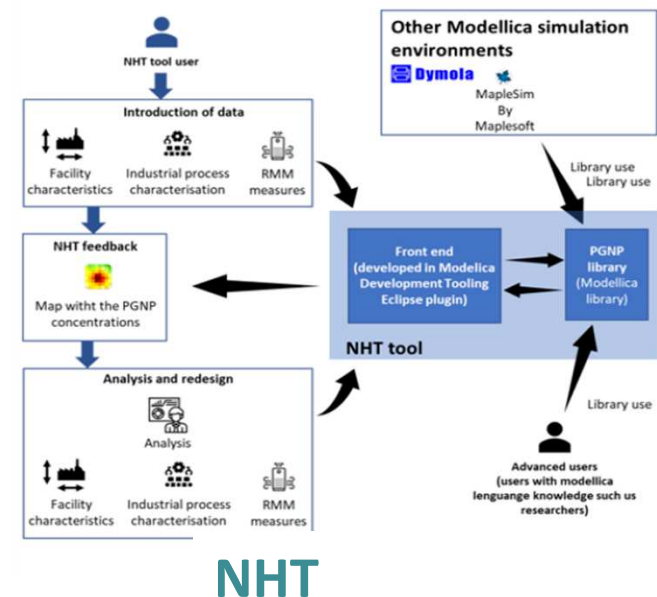 NHT tool user
Introduction of data
Facility
characteristics
Industrial process
characterisation
RMM
measures
NHT feedback
Map witht the PGNP
concentrations
Analysis and redesign
Analysis
Facility
characteristics
Industrial process
characterisation
RMM
measures
Other Modellica simulation
environments
Dymola
MapleSim
By
Maplesoft
Library use
Library use
Front end
(developed in Modelica
Development Tooling
Eclipse plugin)
PGNP
library
(Modellica
library)
NHT tool
Library use
Advanced users
(users with modellica
lenguange knowledge such us
researchers)
NHT